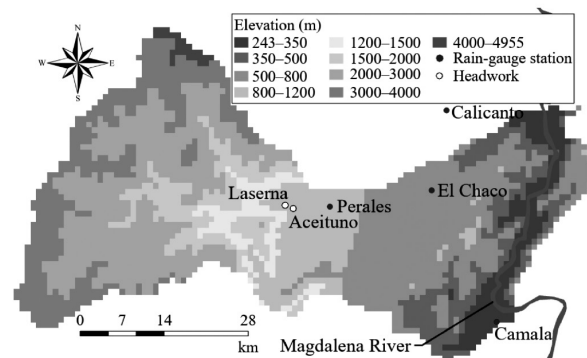 N
W E
S
Elevation (m)
243–350 1200–1500 4000–4955
350–500 1500–2000 Rain-gauge station
500–800 2000–3000 Headwork
800–1200 3000–4000
Calicanto
El Chaco
Laserna
Perales
Aceituno
0 7 14 28
km
Magdalena River
Camala